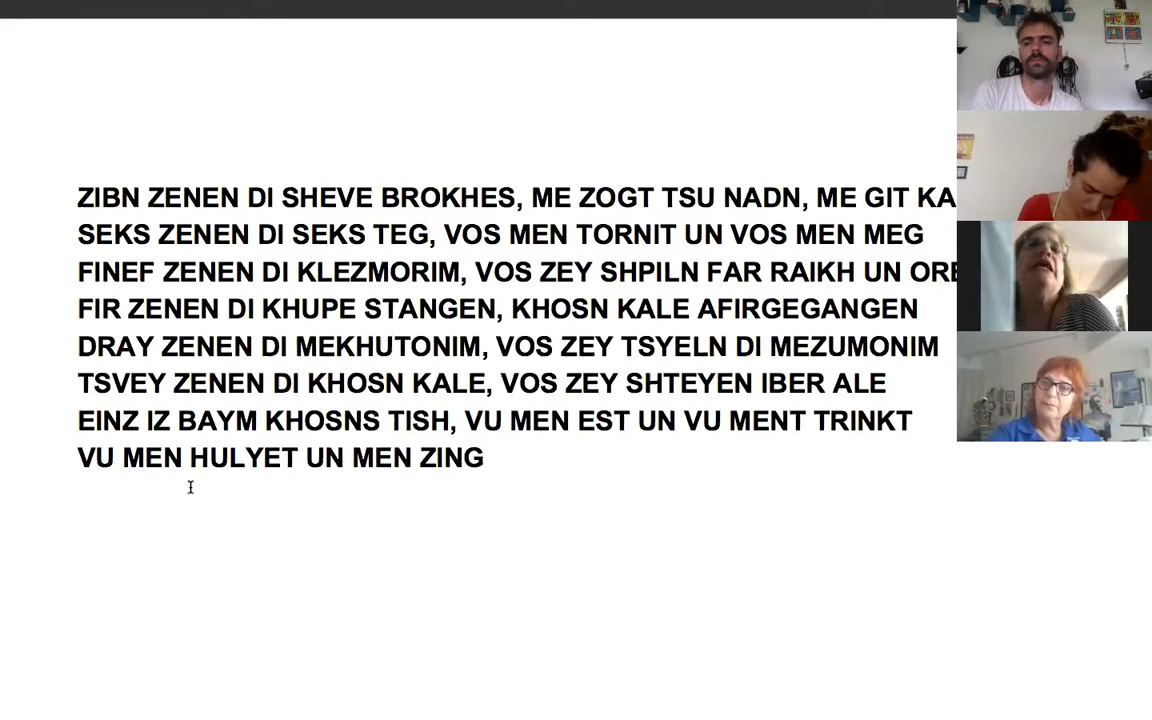 ZIBN ZENEN DI SHEVE BROKHES, ME ZOGT TSU NADN, ME GIT
SEKS ZENEN DI SEKS TEG, VOS MEN TORNIT UN VOS MEN MEG
FINEF ZENEN DI KLEZMORIM, VOS ZEY SHPILN FAR RAIKH UN
FIR ZENEN DI KHUPE STANGEN, KHOSN KALE AFIRGEGANGEN
DRAY ZENEN DI MEKHUTONIM, VOS ZEY TSYELN DI MEZUMONIM
TSVEY ZENEN DI KHOSN KALE, VOS ZEY SHTEYEN IBER ALE
EINZ IZ BAYM KHOSNS TISH, VU MEN EST UN VU MENT TRINKT
VU MEN HULYET UN MEN ZING